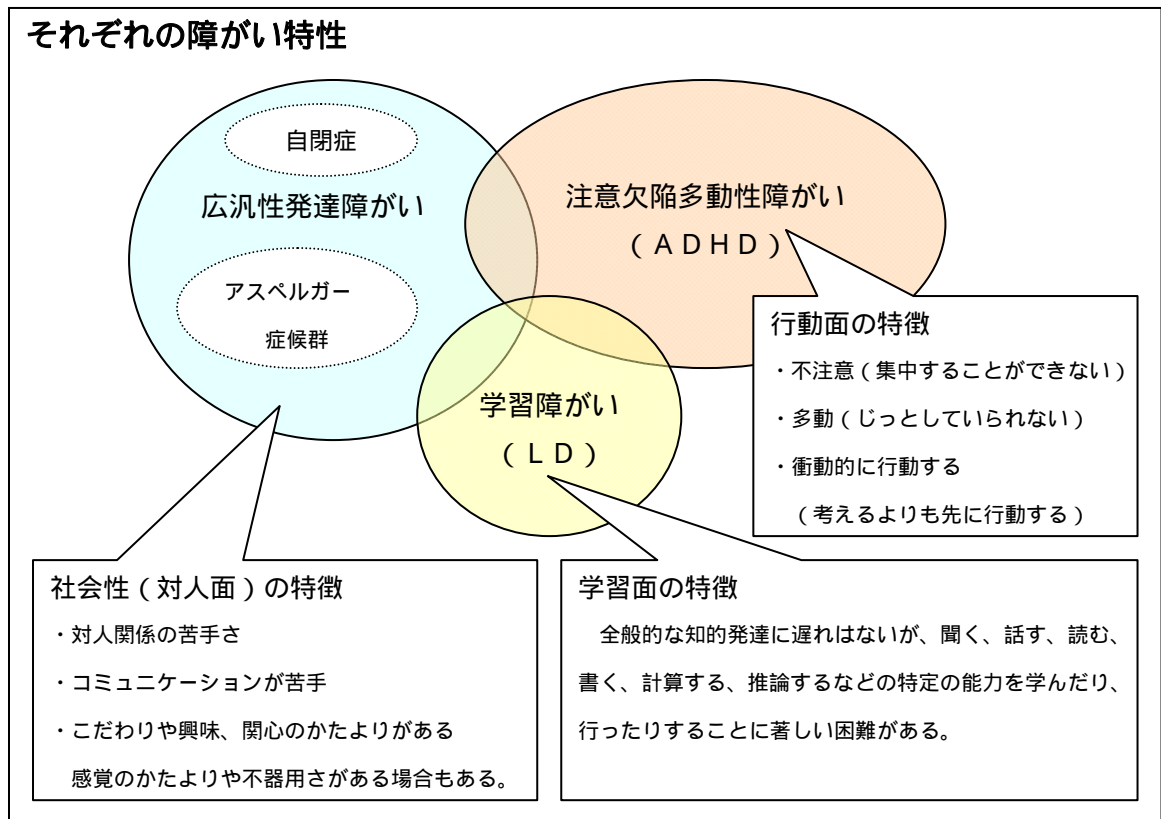 それぞれの障がい特性
自閉症
広汎性発達障がい
アスペルガー
症候群
注意欠陥多動性障がい
（ＡＤＨＤ）
学習障がい
（ＬＤ）
行動面の特徴
・不注意（集中することができない）
・多動（じっとしていられない）
・衝動的に行動する
（考えるよりも先に行動する）
社会性（対人面）の特徴
・対人関係の苦手さ
・コミュニケーションが苦手
・こだわりや興味、関心のかたよりがある
感覚のかたよりや不器用さがある場合もある。
学習面の特徴
全般的な知的発達に遅れはないが、聞く、話す、読む、
書く、計算する、推論するなどの特定の能力を学んだり、
行ったりすることに著しい困難がある。